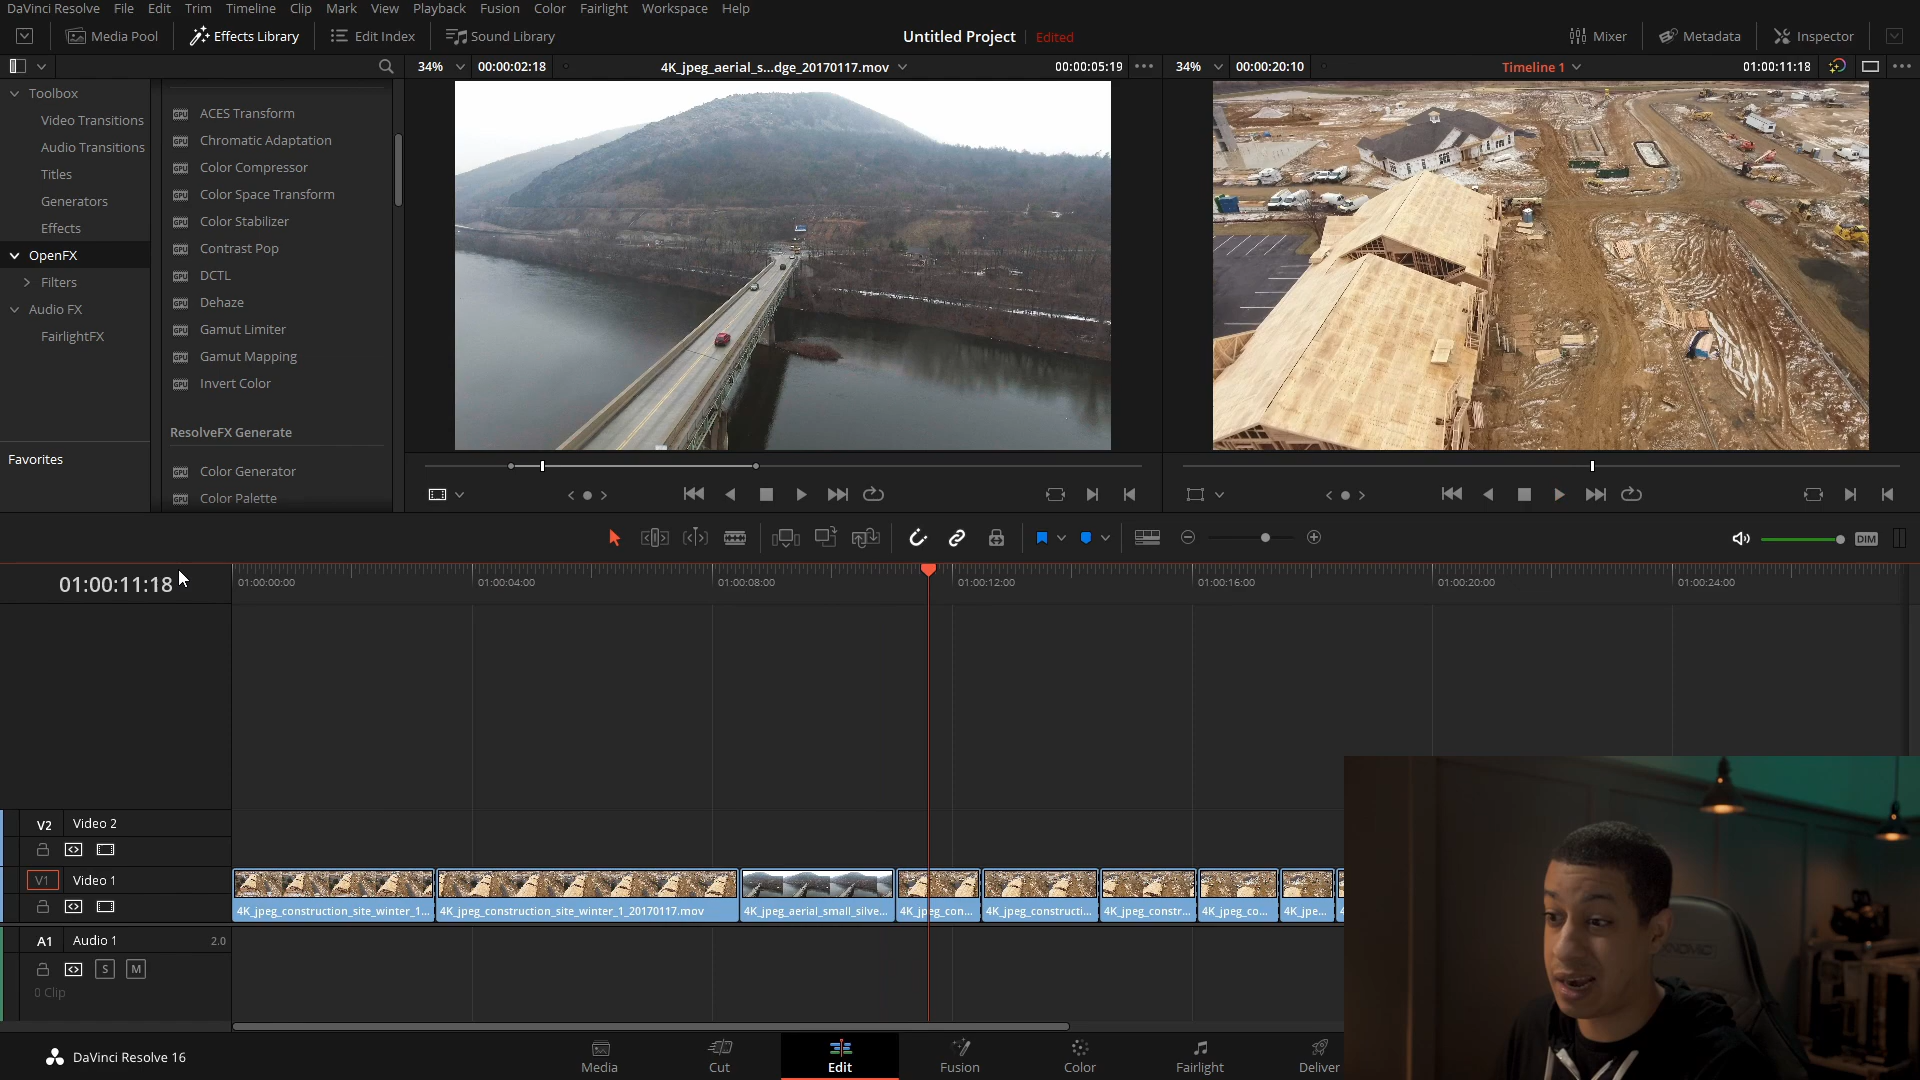 DaVinci Resolve File Edit Trim Timeline Clip Mark View Playback Fusion Color Fairlight Workspace Help
Media Pool Effects Library Edit Index Sound Library Untitled Project Edited Mixer Metadata Inspector
34% 00:00:02:18 4K_jpeg_aerial_s...dge_20170117.mov 00:00:05:19 34% 00:00:20:10 Timeline 1 01:00:11:18
Toolbox
Video Transitions
Audio Transitions
Titles
Generators
Effects
OpenFX
Filters
Audio FX
FairlightFX
Favorites
ACES Transform
Chromatic Adaptation
Color Compressor
Color Space Transform
Color Stabilizer
Contrast Pop
DCTL
Dehaze
Gamut Limiter
Gamut Mapping
Invert Color
ResolveFX Generate
Color Generator
Color Palette
DIM
01:00:11:18
01:00:00:00 01:00:04:00 01:00:08:00 01:00:12:00 01:00:16:00 01:00:20:00 01:00:24:00
V2 Video 2
V1 Video 1
4K_jpeg_construction_site_winter_1... 4K_jpeg_construction_site_winter_1_20170117.mov 4K_jpeg_aerial_small_silve... 4K_jpeg_con... 4K_jpeg_constructi... 4K_jpeg_constr... 4K_jpeg_co... 4K_jpe...
A1 Audio 1 2.0
S M
0 Clip
DaVinci Resolve 16
Media Cut Edit Fusion Color Fairlight Deliver